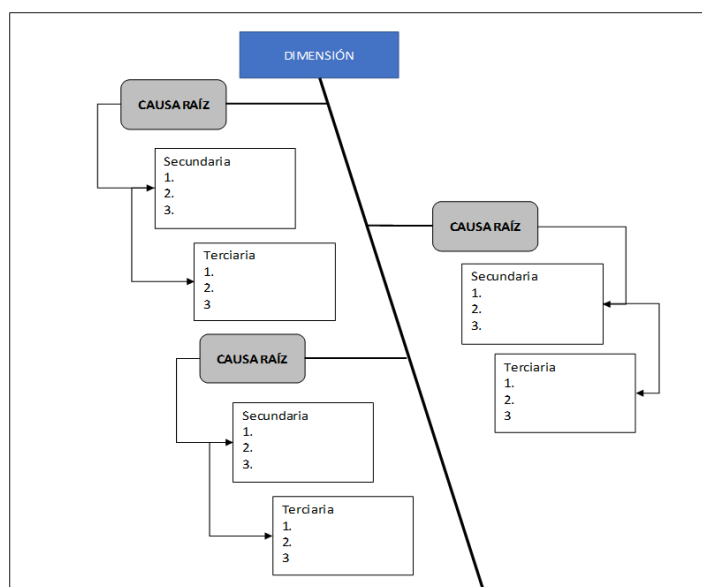 DIMENSIÓN
CAUSA RAÍZ
Secundaria
1.
2.
3.
Terciaria
1.
2.
3
CAUSA RAÍZ
Secundaria
1.
2.
3.
Terciaria
1.
2.
3
CAUSA RAÍZ
Secundaria
1.
2.
3.
Terciaria
1.
2.
3